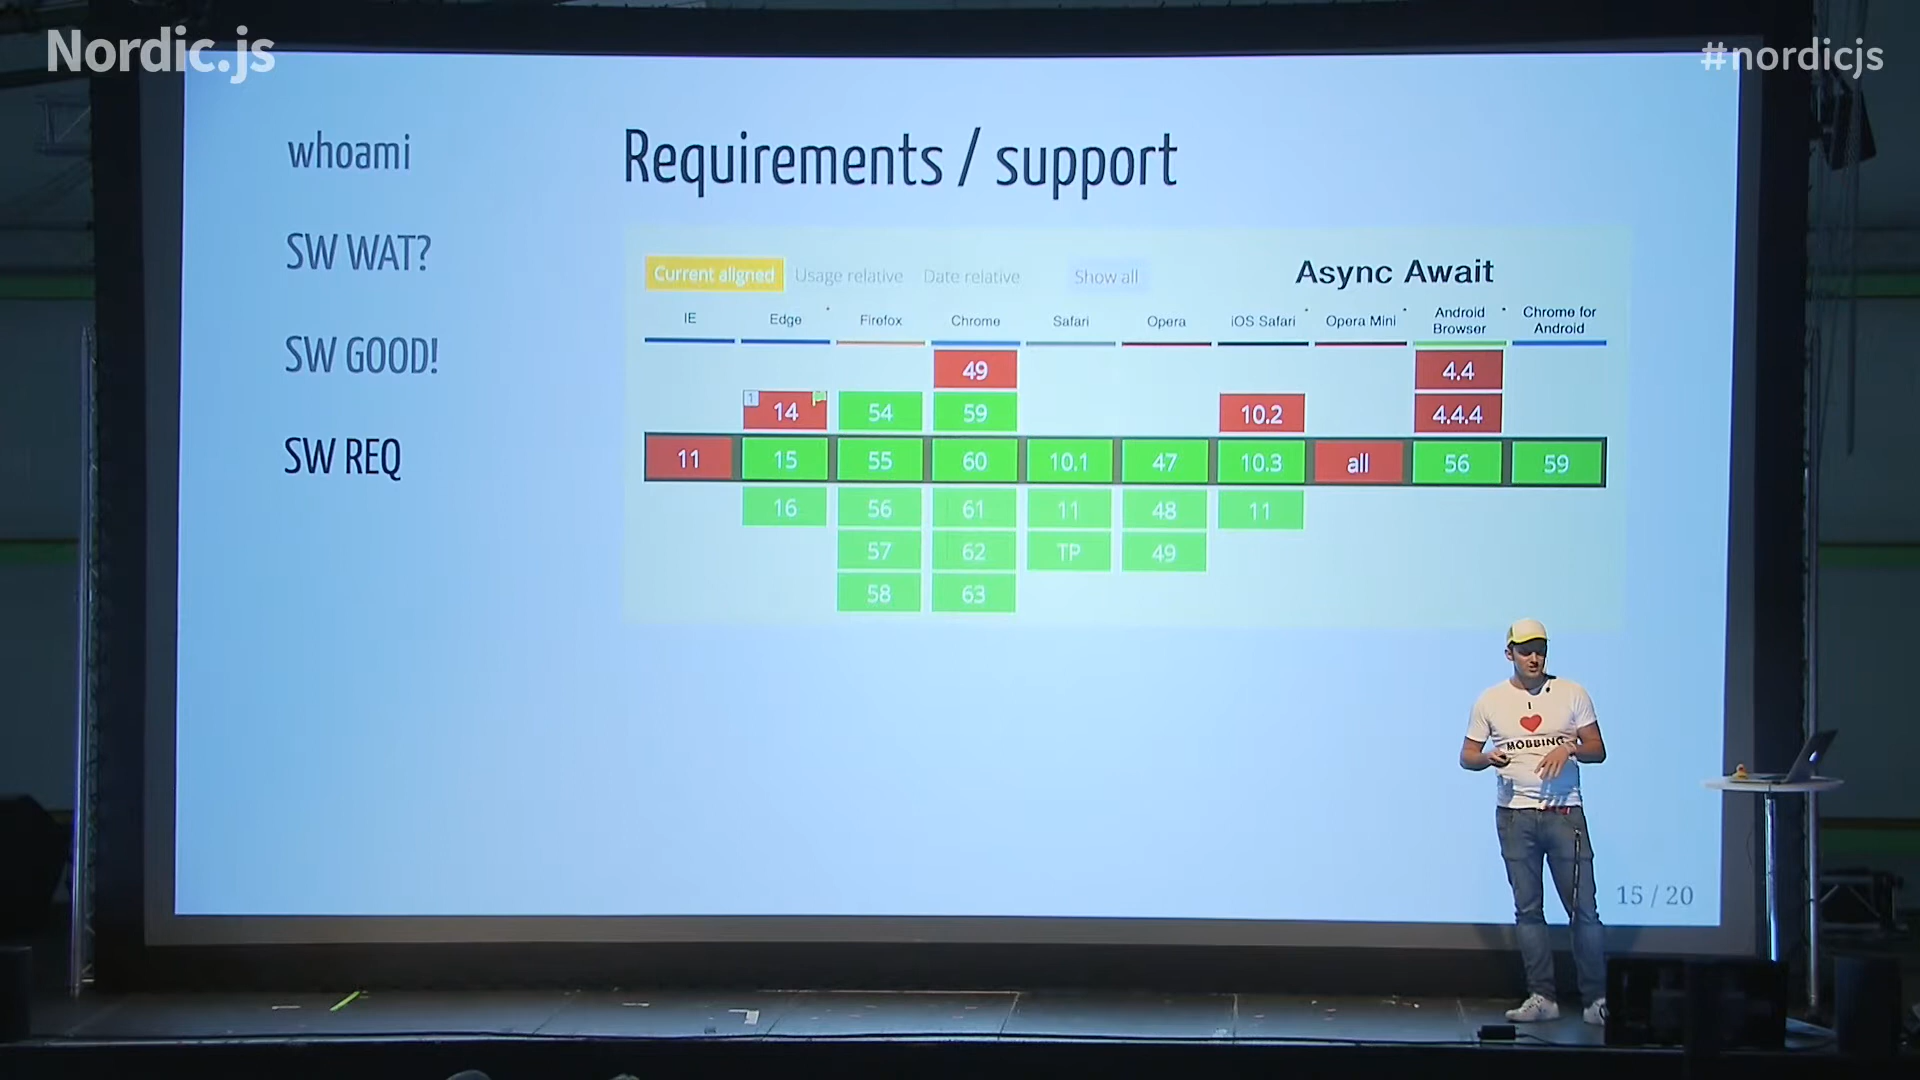 Nordic.js
#nordicjs
whoami
SW WAT?
SW GOOD!
SW REQ
Requirements / support
Current aligned Usage relative Date relative Show all
Async Await
IE Edge Firefox Chrome Safari Opera iOS Safari Opera Mini Android Browser Chrome for Android
49 4.4
1 14 54 59 10.2 4.4.4
11 15 55 60 10.1 47 10.3 all 56 59
16 56 61 11 48 11
57 62 TP 49
58 63
I
MOBBING
15 / 20